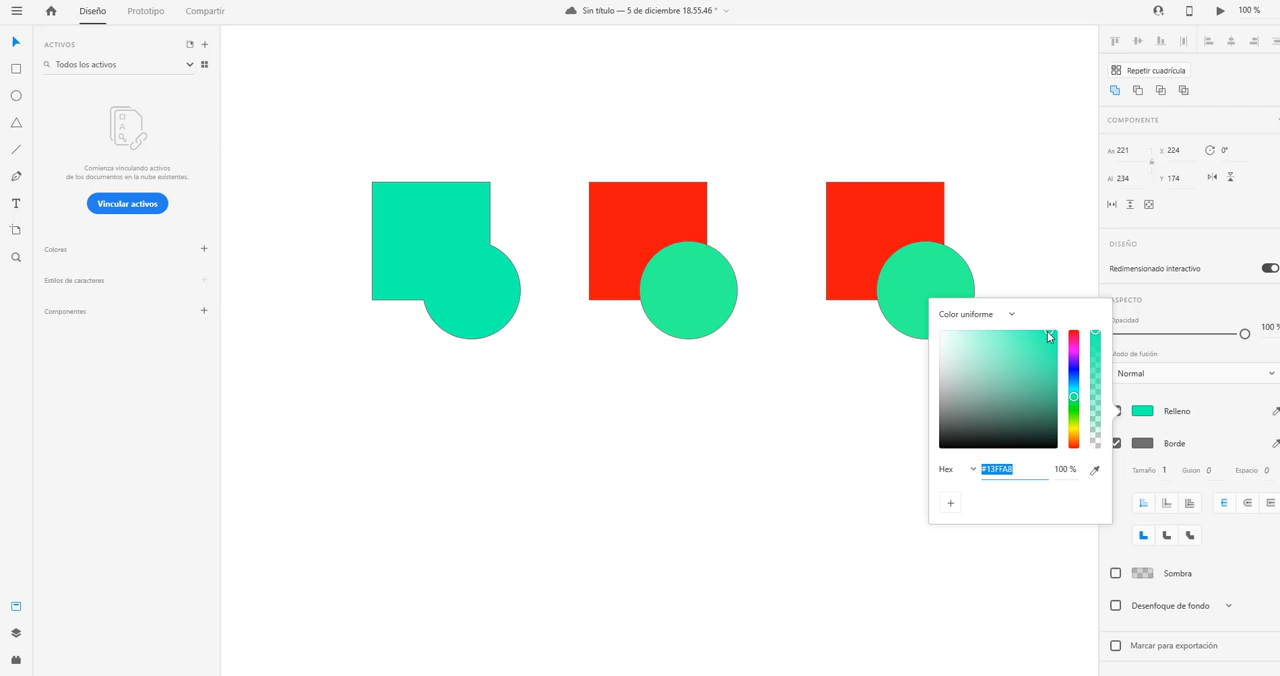 Diseño Prototipo Compartir
Sin título — 5 de diciembre 18.55.46 *
100 %
ACTIVOS
Todos los activos
Comienza vinculando activos
de los documentos en la nube existentes.
Vincular activos
Colores
Estilos de caracteres
Componentes
Repetir cuadrícula
COMPONENTE
An 221 X 224 0°
Al 234 Y 174
DISEÑO
Redimensionado interactivo
ASPECTO
Opacidad
100 %
Modo de fusión
Normal
Relleno
Borde
Tamaño 1 Guion 0 Espacio 0
Sombra
Desenfoque de fondo
Marcar para exportación
Color uniforme
Hex #13FFA8 100 %